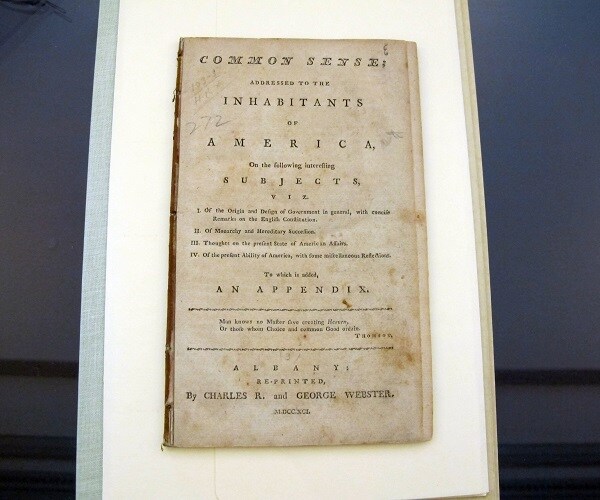 COMMON SENSE;
ADDRESSED TO THE
INHABITANTS
OF
AMERICA,
On the following interesting
SUBJECTS,
VIZ.
I. Of the Origin and Design of Government in general, with concise
Remarks on the English Constitution.
II. Of Monarchy and Hereditary Succession.
III. Thoughts on the present State of American Affairs.
IV. Of the present Ability of America, with some miscellaneous Reflections.
To which is added,
AN APPENDIX.
Man knows no Master save creating Heaven,
Or those whom Choice and common Good ordain.
THOMSON.
ALBANY:
RE-PRINTED,
By CHARLES R. and GEORGE WEBSTER.
M.DCC.XCI.
272